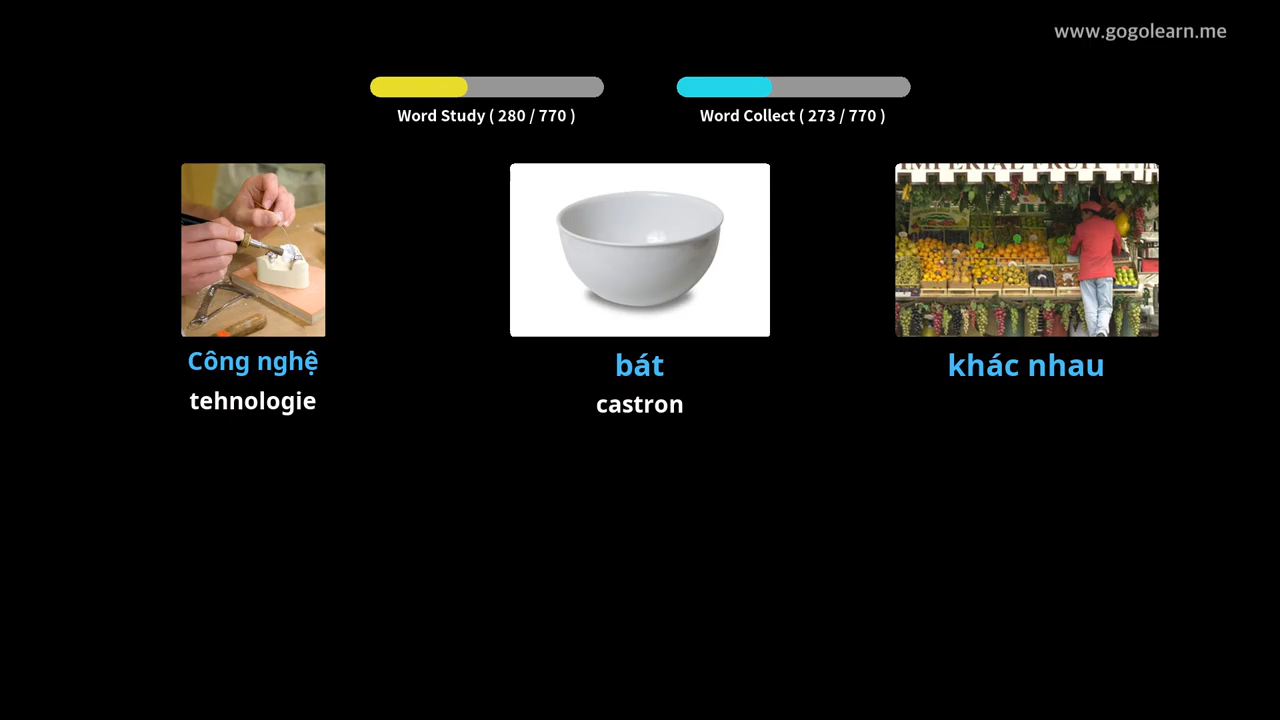 www.gogolearn.me
Word Study ( 280 / 770 )
Word Collect ( 273 / 770 )
Công nghệ
tehnologie
bát
castron
khác nhau